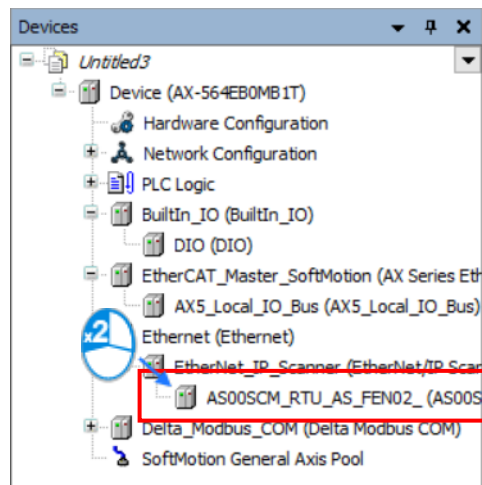 Devices
Untitled3
Device (AX-564EB0MB1T)
Hardware Configuration
Network Configuration
PLC Logic
BuiltIn_IO (BuiltIn_IO)
DIO (DIO)
EtherCAT_Master_SoftMotion (AX Series Eth
AX5_Local_IO_Bus (AX5_Local_IO_Bus)
x2
Ethernet (Ethernet)
EtherNet_IP_Scanner (EtherNet/IP Scan
AS00SCM_RTU_AS_FEN02_ (AS00S
Delta_Modbus_COM (Delta Modbus COM)
SoftMotion General Axis Pool